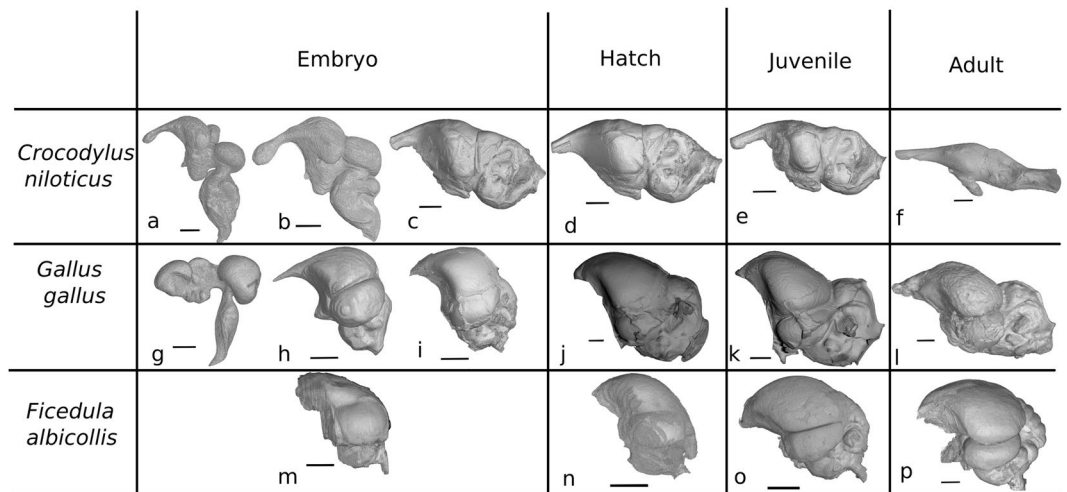 Embryo
Hatch
Juvenile
Adult
Crocodylus
niloticus
a
b
c
d
e
f
Gallus
gallus
g
h
i
j
k
l
Ficedula
albicollis
m
n
o
p